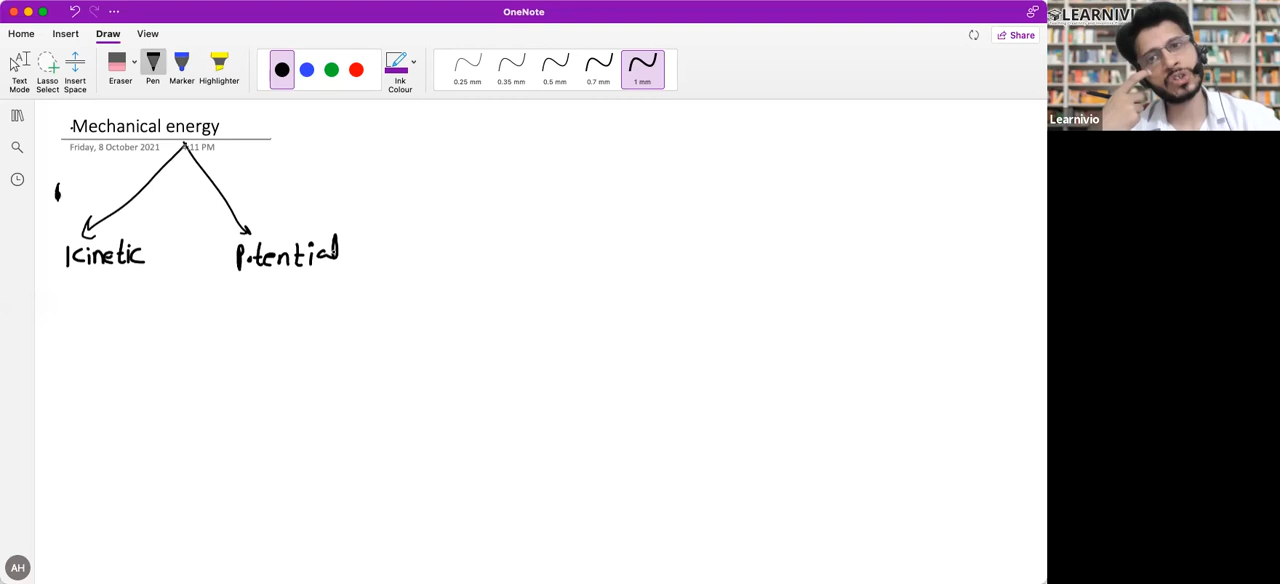 OneNote
Home Insert Draw View
Share
LEARNIVI
Text Mode
Lasso Select
Insert Space
Eraser
Pen
Marker
Highlighter
Ink Colour
0.25 mm
0.35 mm
0.5 mm
0.7 mm
1 mm
Learnivio
Mechanical energy
Friday, 8 October 2021 11 PM
Kinetic Potential
AH